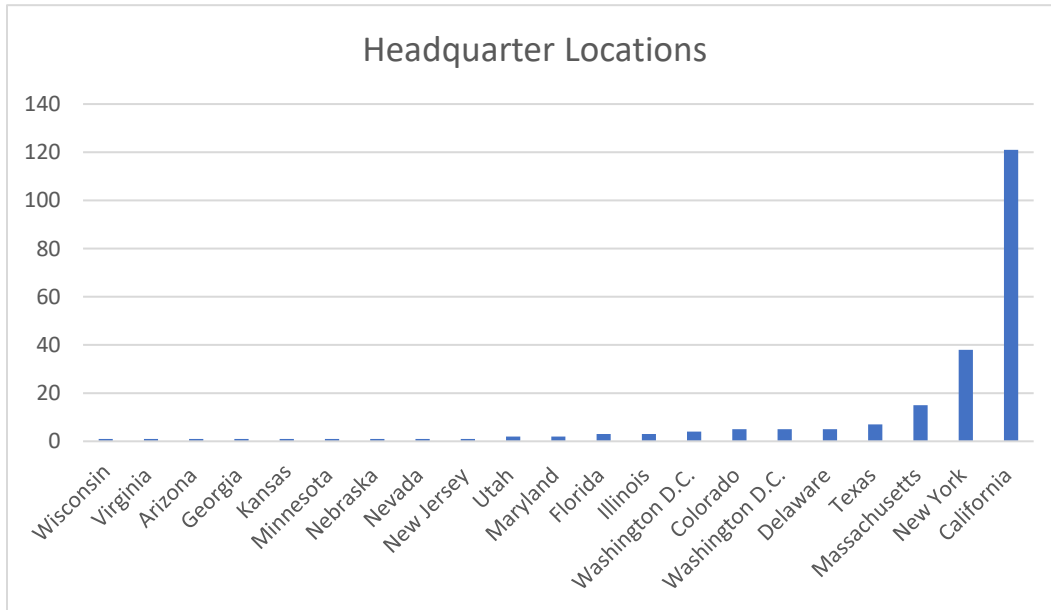 Headquarter Locations
140
120
100
80
60
40
20
0
Wisconsin
Virginia
Arizona
Georgia
Kansas
Minnesota
Nebraska
Nevada
New Jersey
Utah
Maryland
Florida
Illinois
Washington D.C.
Colorado
Washington D.C.
Delaware
Texas
Massachusetts
New York
California